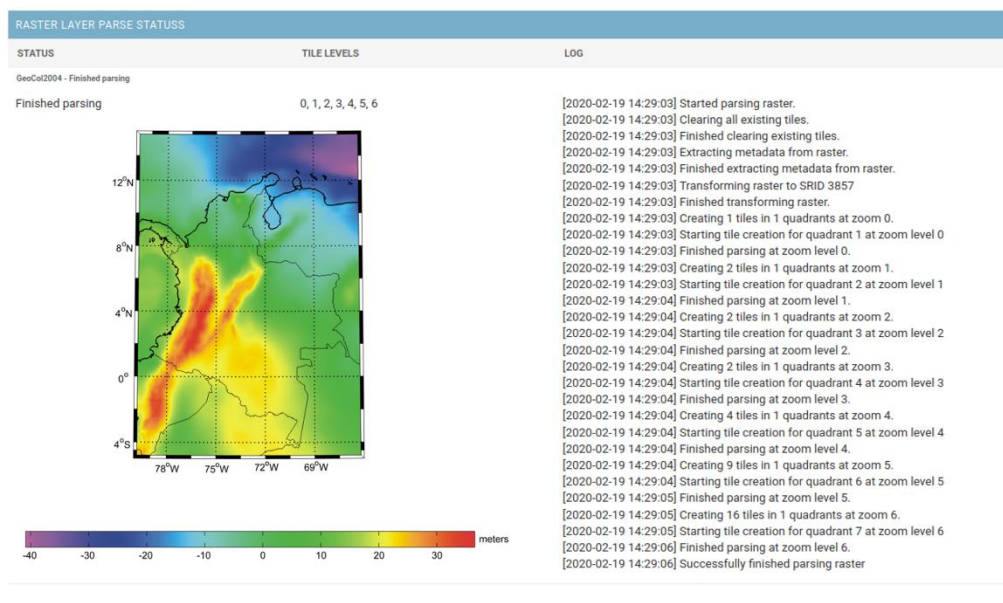 RASTER LAYER PARSE STATUSS
STATUS TILE LEVELS LOG
GeoCol2004 - Finished parsing
Finished parsing 0, 1, 2, 3, 4, 5, 6
[2020-02-19 14:29:03] Started parsing raster.
[2020-02-19 14:29:03] Clearing all existing tiles.
[2020-02-19 14:29:03] Finished clearing existing tiles.
[2020-02-19 14:29:03] Extracting metadata from raster.
[2020-02-19 14:29:03] Finished extracting metadata from raster.
[2020-02-19 14:29:03] Transforming raster to SRID 3857
[2020-02-19 14:29:03] Finished transforming raster.
[2020-02-19 14:29:03] Creating 1 tiles in 1 quadrants at zoom 0.
[2020-02-19 14:29:03] Starting tile creation for quadrant 1 at zoom level 0
[2020-02-19 14:29:03] Finished parsing at zoom level 0.
[2020-02-19 14:29:03] Creating 2 tiles in 1 quadrants at zoom 1.
[2020-02-19 14:29:03] Starting tile creation for quadrant 2 at zoom level 1
[2020-02-19 14:29:04] Finished parsing at zoom level 1.
[2020-02-19 14:29:04] Creating 2 tiles in 1 quadrants at zoom 2.
[2020-02-19 14:29:04] Starting tile creation for quadrant 3 at zoom level 2
[2020-02-19 14:29:04] Finished parsing at zoom level 2.
[2020-02-19 14:29:04] Creating 2 tiles in 1 quadrants at zoom 3.
[2020-02-19 14:29:04] Starting tile creation for quadrant 4 at zoom level 3
[2020-02-19 14:29:04] Finished parsing at zoom level 3.
[2020-02-19 14:29:04] Creating 4 tiles in 1 quadrants at zoom 4.
[2020-02-19 14:29:04] Starting tile creation for quadrant 5 at zoom level 4
[2020-02-19 14:29:04] Finished parsing at zoom level 4.
[2020-02-19 14:29:04] Creating 9 tiles in 1 quadrants at zoom 5.
[2020-02-19 14:29:04] Starting tile creation for quadrant 6 at zoom level 5
[2020-02-19 14:29:05] Finished parsing at zoom level 5.
[2020-02-19 14:29:05] Creating 16 tiles in 1 quadrants at zoom 6.
[2020-02-19 14:29:05] Starting tile creation for quadrant 7 at zoom level 6
[2020-02-19 14:29:06] Finished parsing at zoom level 6.
[2020-02-19 14:29:06] Successfully finished parsing raster
12°N
8°N
4°N
0°
4°S
78°W 75°W 72°W 69°W
meters
-40 -30 -20 -10 0 10 20 30